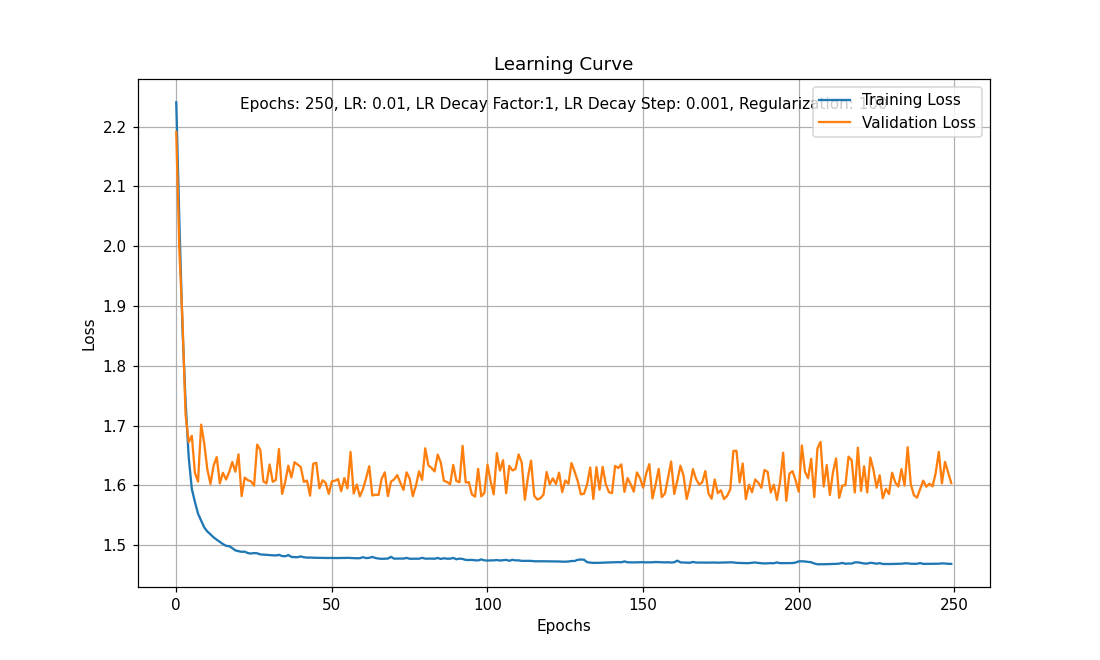 Learning Curve
Epochs: 250, LR: 0.01, LR Decay Factor:1, LR Decay Step: 0.001, Regularization: 100
Training Loss
Validation Loss
2.2
2.1
2.0
1.9
1.8
1.7
1.6
1.5
Loss
0 50 100 150 200 250
Epochs